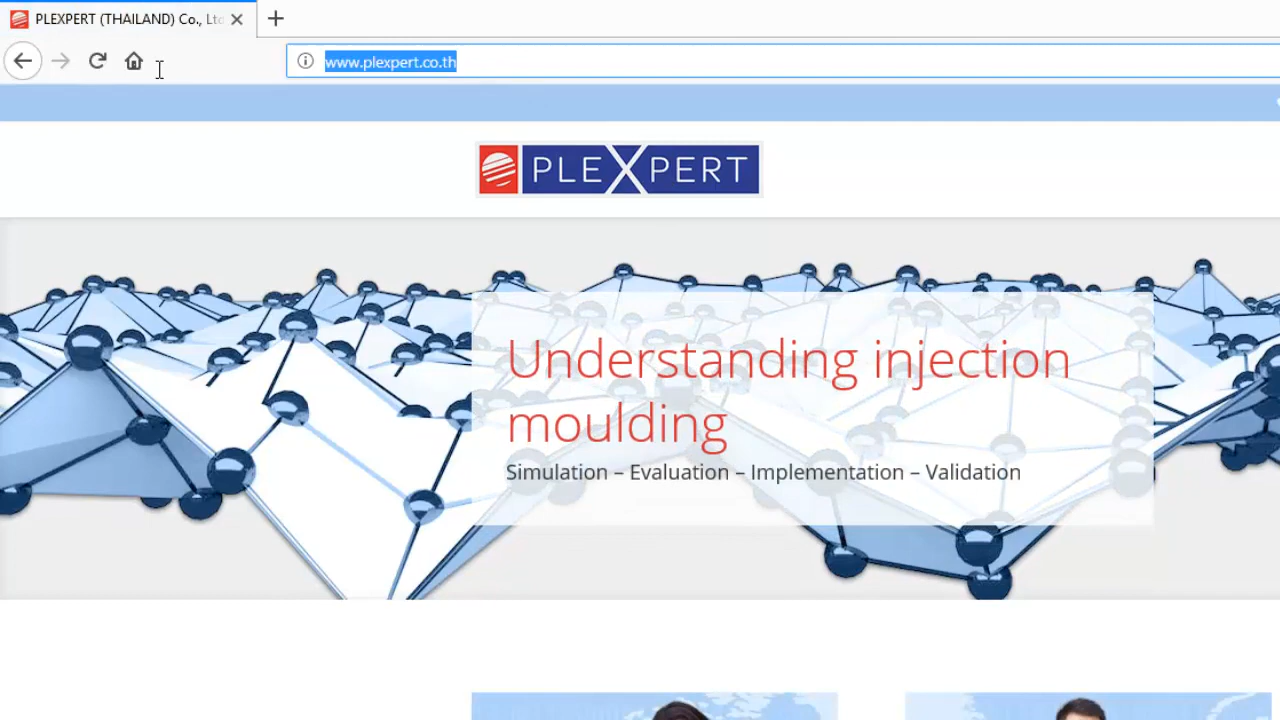 PLEXPERT (THAILAND) Co., Ltd
www.plexpert.co.th
PLEXPERT
Understanding injection
moulding
Simulation – Evaluation – Implementation – Validation